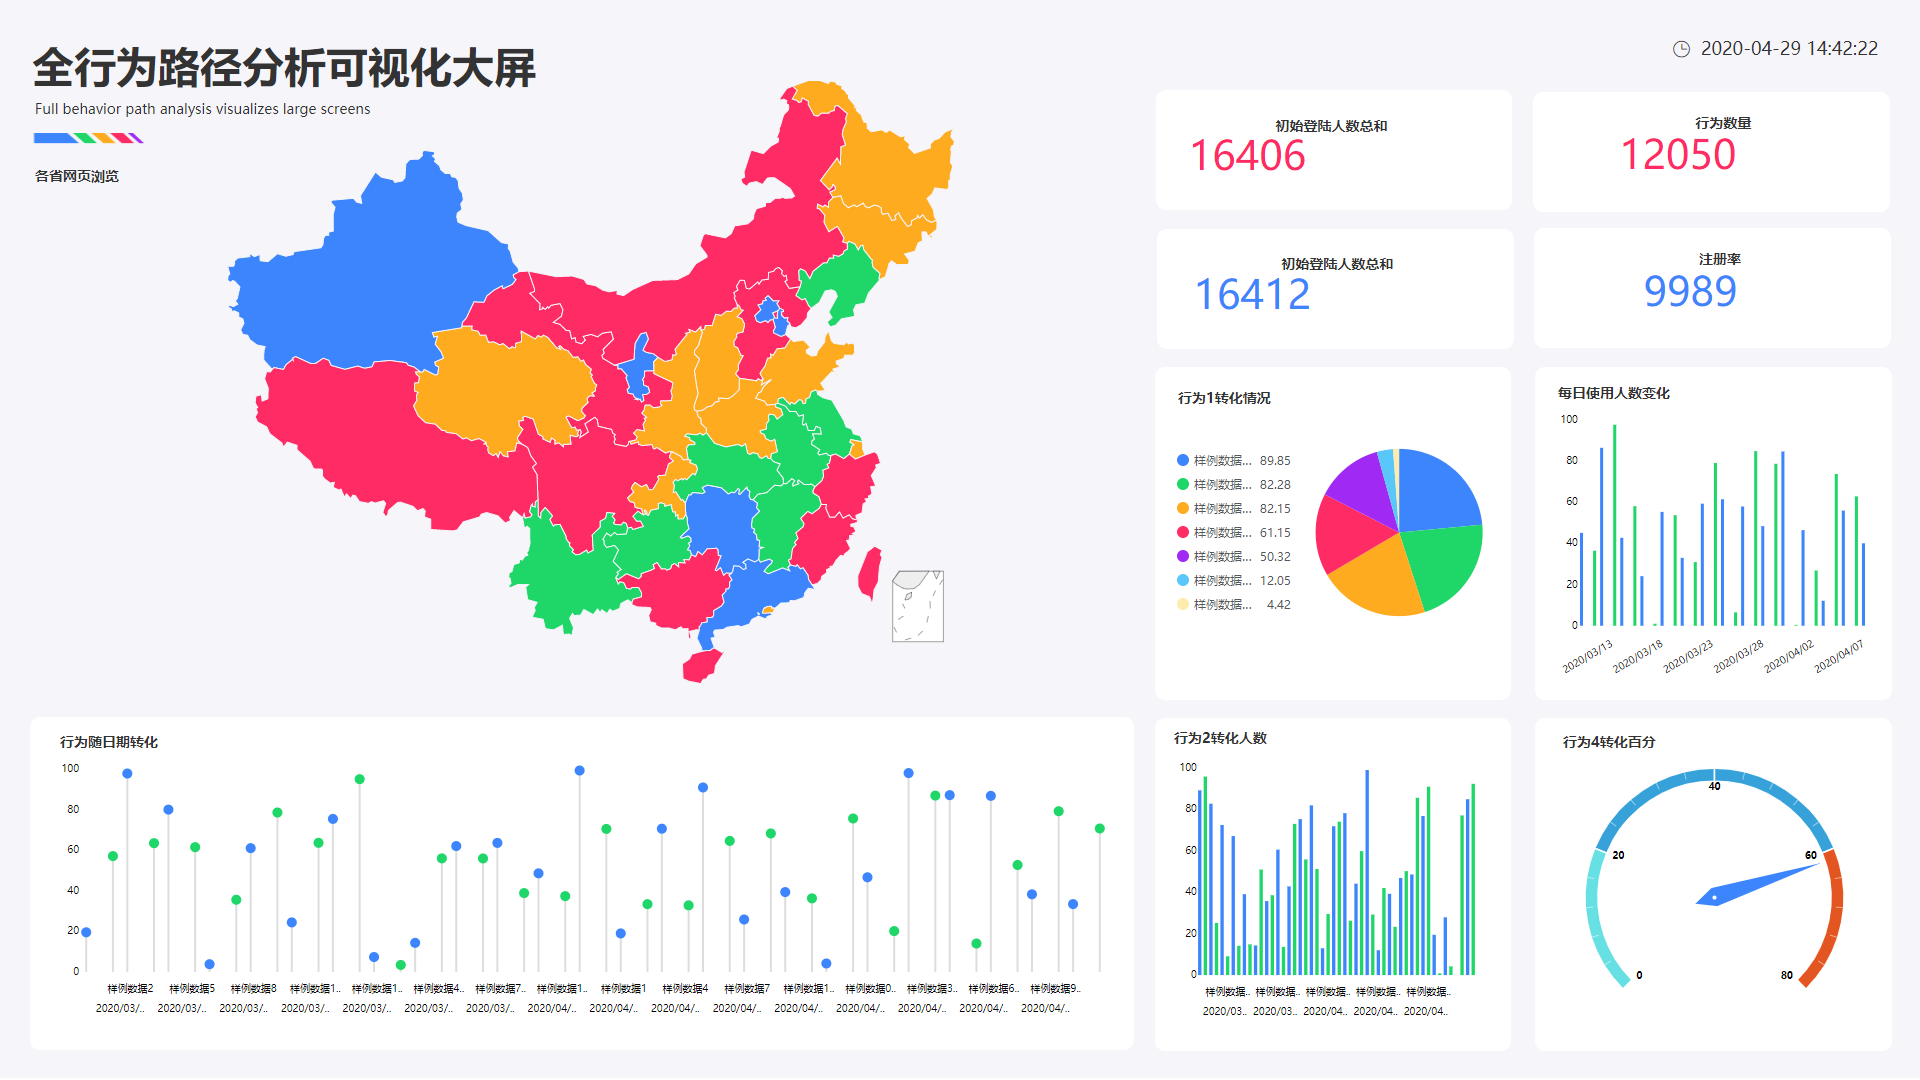 全行为路径分析可视化大屏
Full behavior path analysis visualizes large screens
各省网页浏览
2020-04-29 14:42:22
初始登陆人数总和
16406
行为数量
12050
初始登陆人数总和
16412
注册率
9989
行为1转化情况
样例数据... 89.85
样例数据... 82.28
样例数据... 82.15
样例数据... 61.15
样例数据... 50.32
样例数据... 12.05
样例数据... 4.42
每日使用人数变化
100
80
60
40
20
0
2020/03/13 2020/03/18 2020/03/23 2020/03/28 2020/04/02 2020/04/07
行为随日期转化
100
80
60
40
20
0
样例数据2 样例数据5 样例数据8 样例数据1.. 样例数据1.. 样例数据4.. 样例数据7.. 样例数据1.. 样例数据1 样例数据4 样例数据7 样例数据1.. 样例数据0.. 样例数据3.. 样例数据6.. 样例数据9..
2020/03/.. 2020/03/.. 2020/03/.. 2020/03/.. 2020/03/.. 2020/03/.. 2020/03/.. 2020/04/.. 2020/04/.. 2020/04/.. 2020/04/.. 2020/04/.. 2020/04/.. 2020/04/.. 2020/04/.. 2020/04/..
行为2转化人数
100
80
60
40
20
0
样例数据.. 样例数据.. 样例数据.. 样例数据.. 样例数据..
2020/03.. 2020/03.. 2020/04.. 2020/04.. 2020/04..
行为4转化百分
40
20
60
0
80